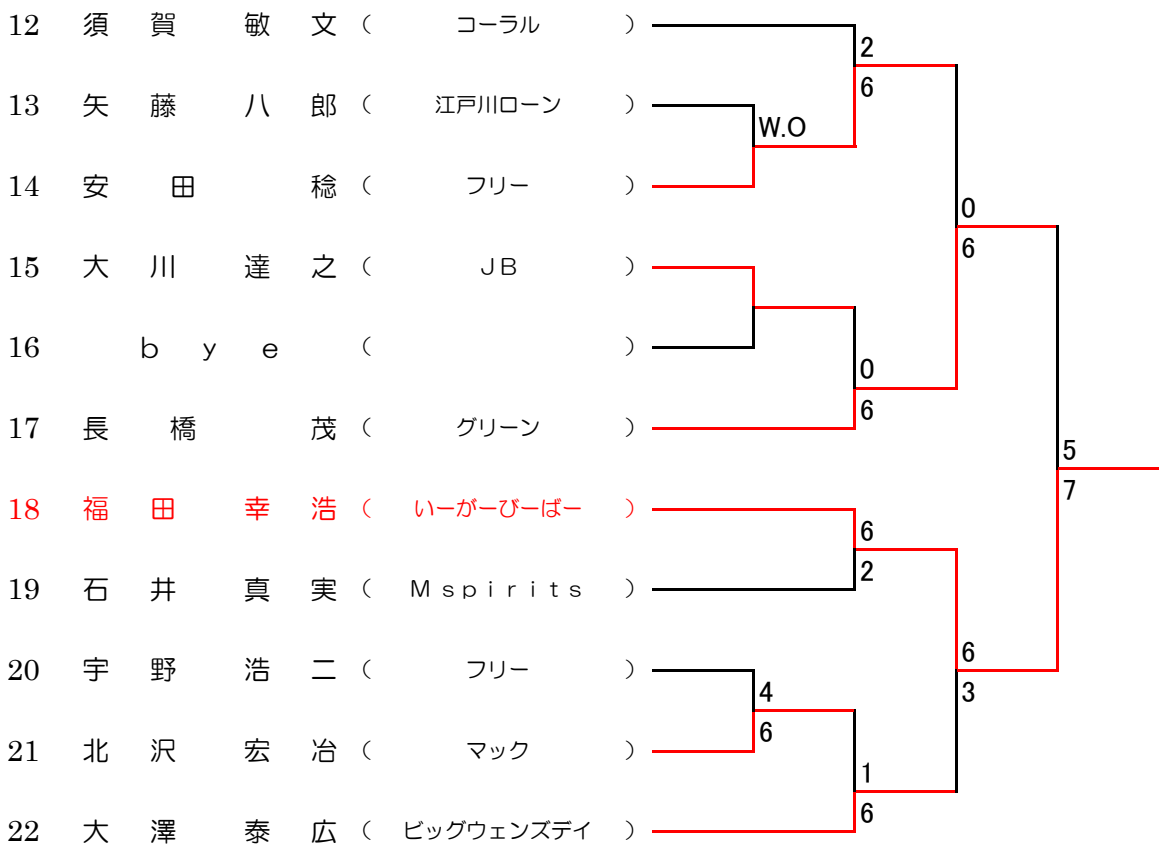 12 須 賀 敏 文 ( コーラル )
2
6
13 矢 藤 八 郎 ( 江戸川ローン )
W.O
14 安 田 稔 ( フリー )
0
6
15 大 川 達 之 ( JB )
16 b y e ( )
0
6
17 長 橋 茂 ( グリーン )
5
7
18 福 田 幸 浩 ( いーがーびーばー )
6
2
19 石 井 真 実 ( Mspirits )
20 宇 野 浩 二 ( フリー )
6
3
4
6
21 北 沢 宏 冶 ( マック )
1
6
22 大 澤 泰 広 ( ビッグウェンズデイ )